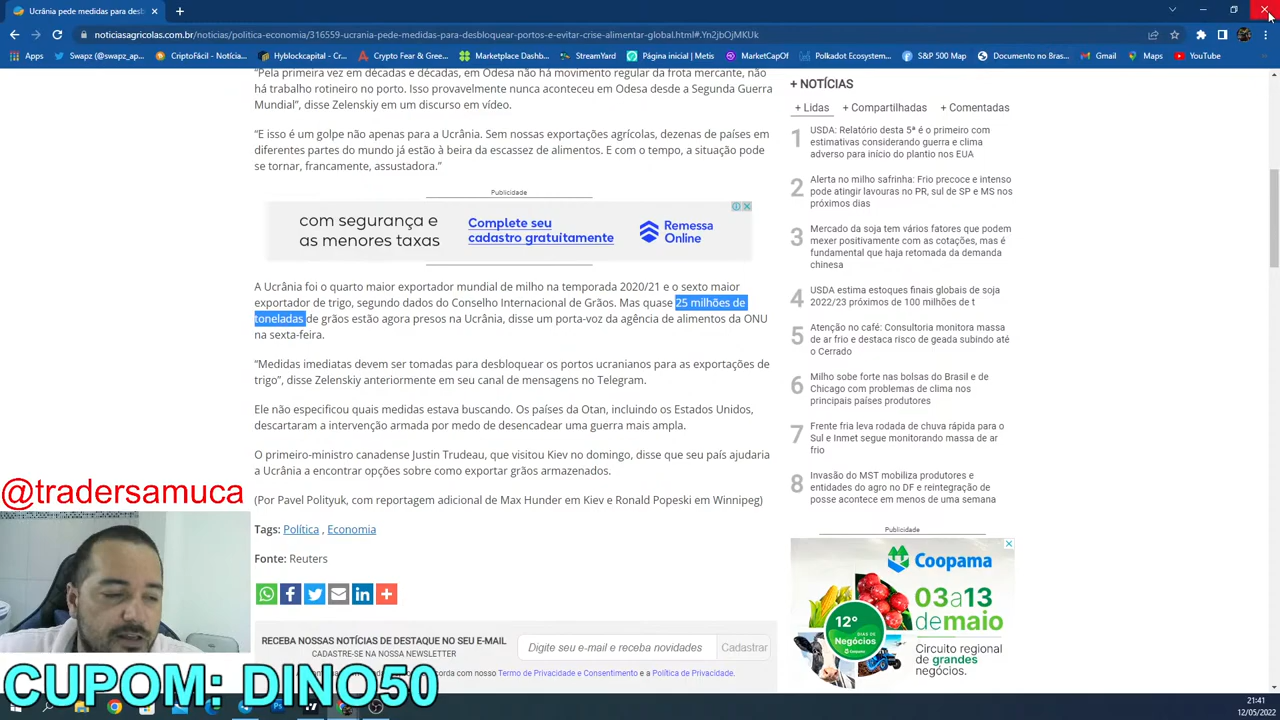 Ucrânia pede medidas para des
noticiasagricolas.com.br/noticias/politica-economia/316559-ucrania-pede-medidas-para-desbloquear-portos-e-evitar-crise-alimentar-global.html#.Yn2jbOjMKUk
Apps
Swapz (@swapz_ap...
Hyblockcapital - Cr...
Crypto Fear & Gree...
Marketplace Dashb...
StreamYard
Página inicial | Metis
Dashboard | Metavi...
Potlatch Dashboard
S&P 500 Map
Documento no Bras...
Gmail
Maps
YouTube
"Pela primeira vez em décadas e décadas, em Odesa não há movimento regular da frota mercante, não
há trabalho rotineiro no porto. Isso provavelmente nunca aconteceu em Odesa desde a Segunda Guerra
Mundial", disse Zelenskiy em um discurso em vídeo.
"E isso é um golpe não apenas para a Ucrânia. Sem nossas exportações agrícolas, dezenas de países em
diferentes partes do mundo já estão à beira da escassez de alimentos. E com o tempo, a situação pode
se tornar, francamente, assustadora."
Publicidade
com segurança e
as menores taxas
Complete seu
cadastro gratuitamente
Remessa
Online
A Ucrânia foi o quarto maior exportador mundial de milho na temporada 2020/21 e o sexto maior
exportador de trigo, segundo dados do Conselho Internacional de Grãos. Mas quase 25 milhões de
toneladas de grãos estão agora presos na Ucrânia, disse um porta-voz da agência de alimentos da ONU
na sexta-feira.
"Medidas imediatas devem ser tomadas para desbloquear os portos ucranianos para as exportações de
trigo", disse Zelenskiy anteriormente em seu canal de mensagens no Telegram.
Ele não especificou quais medidas estava buscando. Os países da Otan, incluindo os Estados Unidos,
descartaram a intervenção armada por medo de desencadear uma guerra mais ampla.
O primeiro-ministro canadense Justin Trudeau, que visitou Kiev no domingo, disse que seu país ajudaria
a Ucrânia a encontrar opções sobre como exportar grãos armazenados.
(Por Pavel Polityuk, com reportagem adicional de Max Hunder em Kiev e Ronald Popeski em Winnipeg)
Tags: Política , Economia
Fonte: Reuters
RECEBA NOSSAS NOTÍCIAS DE DESTAQUE NO SEU E-MAIL
CADASTRE-SE NA NOSSA NEWSLETTER
Digite seu e-mail e receba novidades
Cadastrar
corda com nosso Termo de Privacidade e Consentimento e a Política de Privacidade.
+ NOTÍCIAS
+ Lidas + Compartilhadas + Comentadas
1 USDA: Relatório desta 5ª é o primeiro com
estimativas considerando guerra e clima
adverso para início do plantio nos EUA
2 Alerta no milho safrinha: Frio precoce e intenso
pode atingir lavouras no PR, sul de SP e MS nos
próximos dias
3 Mercado da soja tem vários fatores que podem
mexer positivamente com as cotações, mas é
fundamental que haja retomada da demanda
chinesa
4 USDA estima estoques finais globais de soja
2022/23 próximos de 100 milhões de t
5 Atenção no café: Consultoria monitora massa
de ar frio e destaca risco de geada subindo até
o Cerrado
6 Milho sobe forte nas bolsas do Brasil e de
Chicago com problemas de clima nos
principais países produtores
7 Frente fria leva rodada de chuva rápida para o
Sul e Inmet segue monitorando massa de ar
frio
8 Invasão do MST mobiliza produtores e
entidades do agro no DF e reintegração de
posse acontece em menos de uma semana
Publicidade
Coopama
03a13
demaio
12º
DIAS DE
Negócios
Circuito regional
de grandes
negócios.
@tradersamuca
CUPOM: DINO50
21:41
12/05/2022